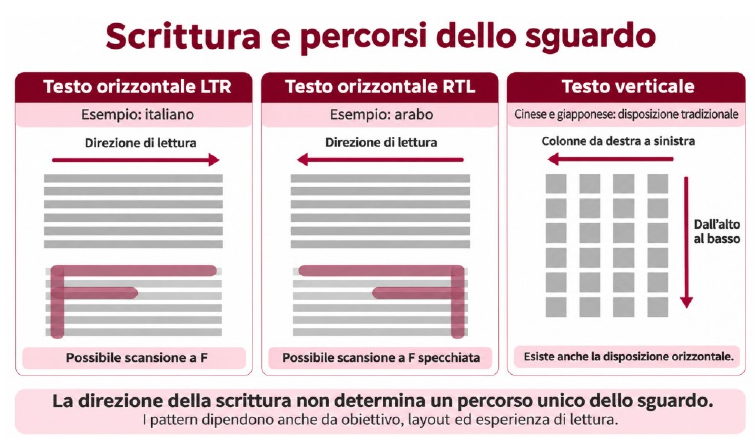 Scrittura e percorsi dello sguardo
Testo orizzontale LTR
Esempio: italiano
Direzione di lettura
Possibile scansione a F
Testo orizzontale RTL
Esempio: arabo
Direzione di lettura
Possibile scansione a F specchiata
Testo verticale
Cinese e giapponese: disposizione tradizionale
Colonne da destra a sinistra
Dall'alto
al basso
Esiste anche la disposizione orizzontale.
La direzione della scrittura non determina un percorso unico dello sguardo.
I pattern dipendono anche da obiettivo, layout ed esperienza di lettura.